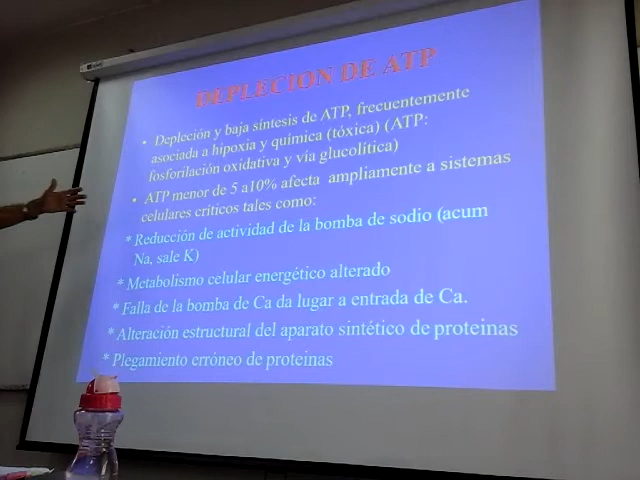 DEPLECION DE ATP
• Depleción y baja síntesis de ATP, frecuentemente
asociada a hipoxia y química (tóxica) (ATP:
fosforilación oxidativa y vía glucolítica)
• ATP menor de 5 a10% afecta ampliamente a sistemas
celulares críticos tales como:
* Reducción de actividad de la bomba de sodio (acum
Na, sale K)
* Metabolismo celular energético alterado
* Falla de la bomba de Ca da lugar a entrada de Ca.
* Alteración estructural del aparato sintético de proteinas
* Plegamiento erróneo de proteinas